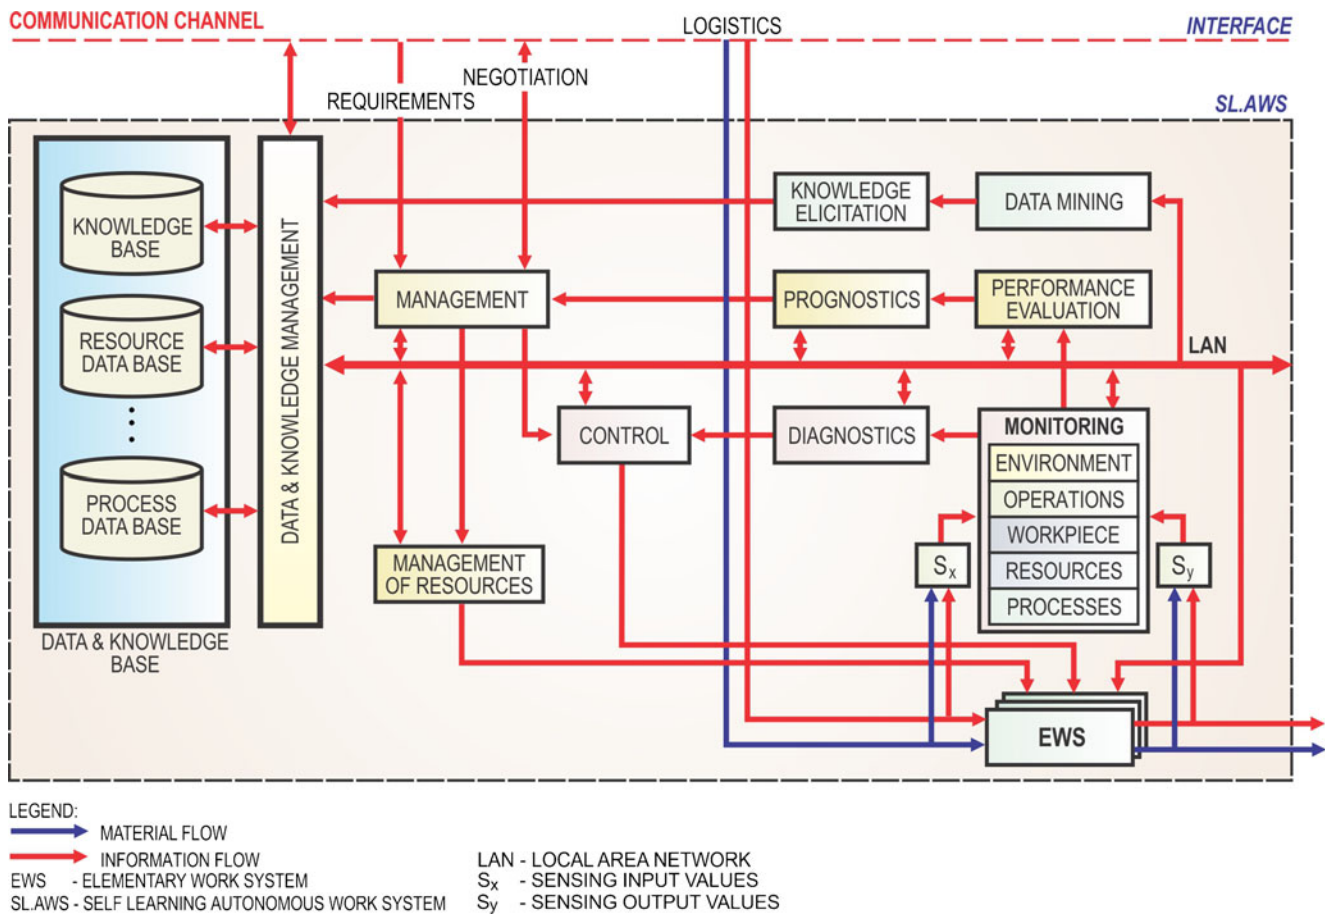 COMMUNICATION CHANNEL
LOGISTICS
INTERFACE
NEGOTIATION
REQUIREMENTS
SL.AWS
KNOWLEDGE
BASE
RESOURCE
DATA BASE
PROCESS
DATA BASE
DATA & KNOWLEDGE
BASE
DATA & KNOWLEDGE MANAGEMENT
KNOWLEDGE
ELICITATION
DATA MINING
MANAGEMENT
PROGNOSTICS
PERFORMANCE
EVALUATION
LAN
CONTROL
DIAGNOSTICS
MONITORING
ENVIRONMENT
OPERATIONS
WORKPIECE
RESOURCES
PROCESSES
MANAGEMENT
OF RESOURCES
Sx
Sy
EWS
LEGEND:
MATERIAL FLOW
INFORMATION FLOW
EWS - ELEMENTARY WORK SYSTEM
SL.AWS - SELF LEARNING AUTONOMOUS WORK SYSTEM
LAN - LOCAL AREA NETWORK
Sx - SENSING INPUT VALUES
Sy - SENSING OUTPUT VALUES